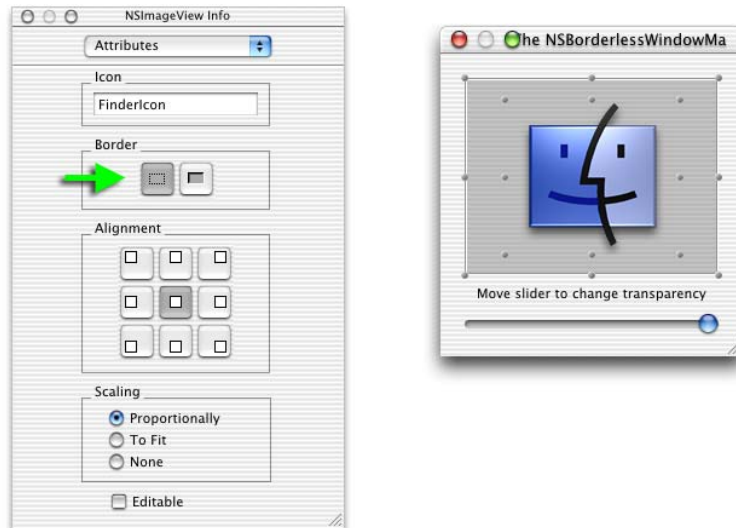 NSImageView Info
Attributes
Icon
FinderIcon
Border
Alignment
Scaling
Proportionally
To Fit
None
Editable
he NSBorderlessWindowMa
Move slider to change transparency